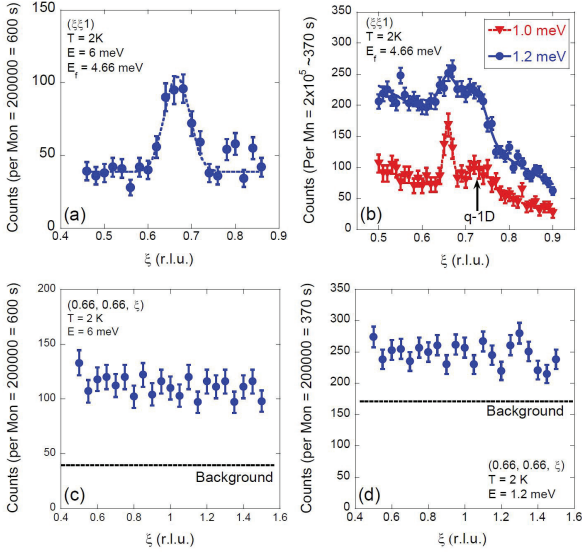 (ξξ1)
T = 2K
E = 6 meV
E_f = 4.66 meV
Counts (per Mon = 200000 = 600 s)
150
100
50
0
(a)
0.4 0.5 0.6 0.7 0.8 0.9
ξ (r.l.u.)
(ξξ1)
T = 2K
E_f = 4.66 meV
1.0 meV
1.2 meV
Counts (Per Mn = 2x10⁵ ~370 s)
350
300
250
200
150
100
50
0
(b)
q-1D
0.5 0.6 0.7 0.8 0.9
ξ (r.l.u.)
(0.66, 0.66, ξ)
T = 2 K
E = 6 meV
Counts (per Mon = 200000 = 600 s)
200
150
100
50
0
Background
(c)
0.4 0.6 0.8 1 1.2 1.4 1.6
ξ (r.l.u.)
Counts (per Mon = 200000 = 370 s)
350
300
250
200
150
100
50
0
Background
(d)
(0.66, 0.66, ξ)
T = 2 K
E = 1.2 meV
0.4 0.6 0.8 1 1.2 1.4 1.6
ξ (r.l.u.)